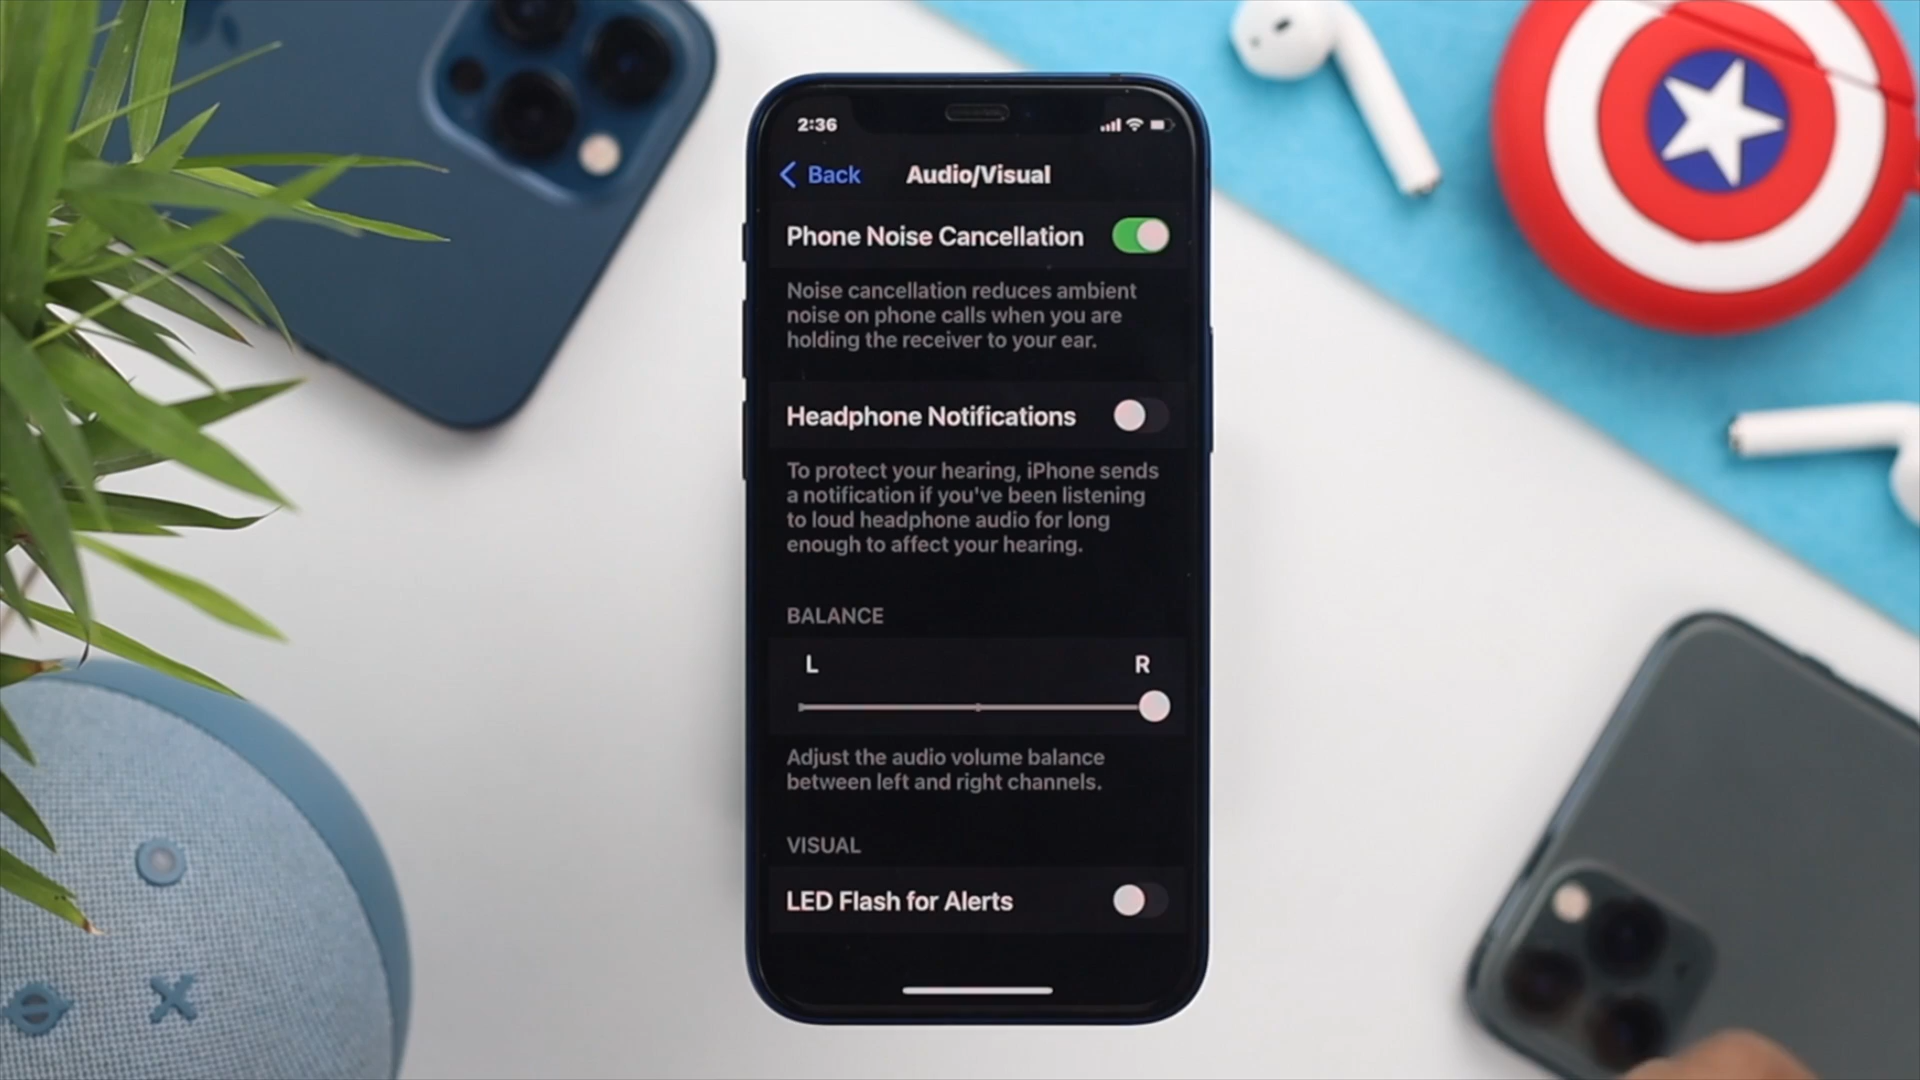 2:36
Back
Audio/Visual
Phone Noise Cancellation
Noise cancellation reduces ambient
noise on phone calls when you are
holding the receiver to your ear.
Headphone Notifications
To protect your hearing, iPhone sends
a notification if you've been listening
to loud headphone audio for long
enough to affect your hearing.
BALANCE
L R
Adjust the audio volume balance
between left and right channels.
VISUAL
LED Flash for Alerts